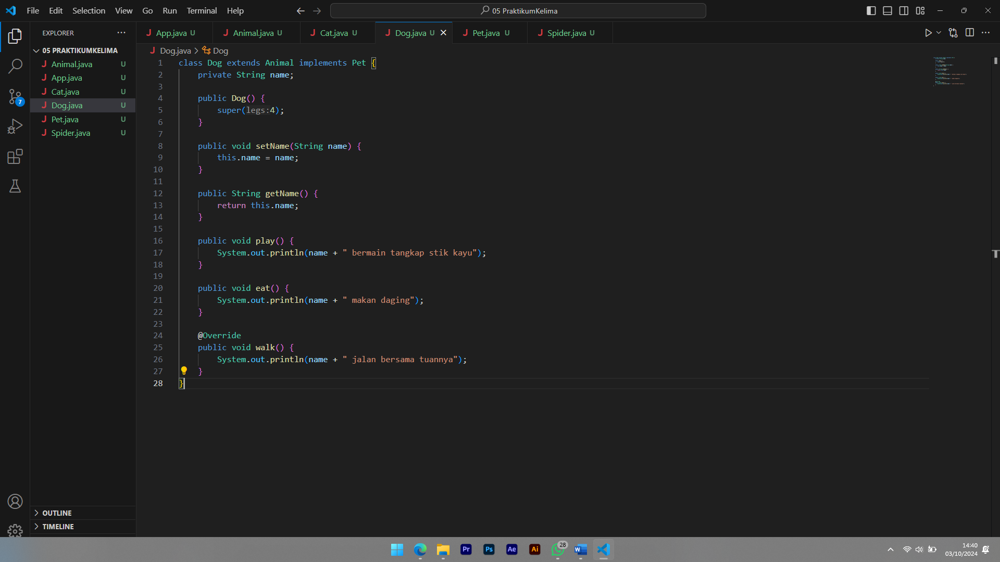 File Edit Selection View Go Run Terminal Help
05 PraktikumKelima
EXPLORER
05 PRAKTIKUMKELIMA
Animal.java U
App.java U
Cat.java U
Dog.java U
Pet.java U
Spider.java U
7
OUTLINE
TIMELINE
App.java U Animal.java U Cat.java U Dog.java U Pet.java U Spider.java U
Dog.java > Dog
1 class Dog extends Animal implements Pet {
2 private String name;
3
4 public Dog() {
5 super(legs:4);
6 }
7
8 public void setName(String name) {
9 this.name = name;
10 }
11
12 public String getName() {
13 return this.name;
14 }
15
16 public void play() {
17 System.out.println(name + " bermain tangkap stik kayu");
18 }
19
20 public void eat() {
21 System.out.println(name + " makan daging");
22 }
23
24 @Override
25 public void walk() {
26 System.out.println(name + " jalan bersama tuannya");
27 }
28 }
Pr Ps Ae Ai 28 W
14:40
03/10/2024